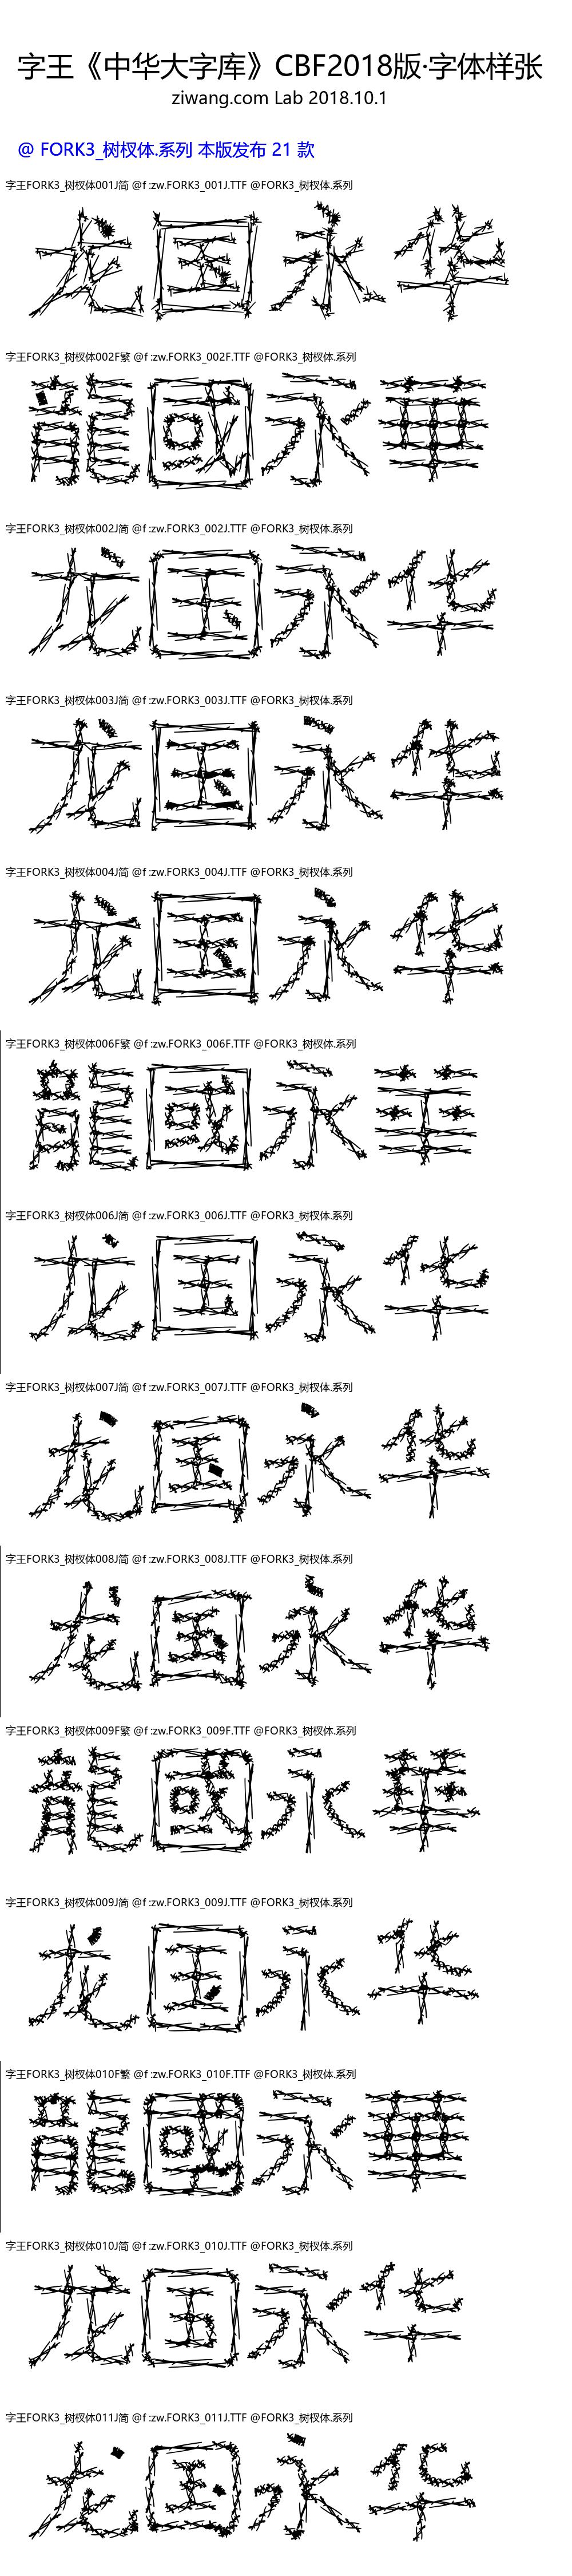 字王《中华大字库》CBF2018版·字体样张
ziwang.com Lab 2018.10.1
@ FORK3_树杈体.系列 本版发布 21 款
字王FORK3_树杈体001J简 @f :zw.FORK3_001J.TTF @FORK3_树杈体.系列
龙国永华
字王FORK3_树杈体002F繁 @f :zw.FORK3_002F.TTF @FORK3_树杈体.系列
龍國永華
字王FORK3_树杈体002J简 @f :zw.FORK3_002J.TTF @FORK3_树杈体.系列
龙国永华
字王FORK3_树杈体003J简 @f :zw.FORK3_003J.TTF @FORK3_树杈体.系列
龙国永华
字王FORK3_树杈体004J简 @f :zw.FORK3_004J.TTF @FORK3_树杈体.系列
龙国永华
字王FORK3_树杈体006F繁 @f :zw.FORK3_006F.TTF @FORK3_树杈体.系列
龍國永華
字王FORK3_树杈体006J简 @f :zw.FORK3_006J.TTF @FORK3_树杈体.系列
龙国永华
字王FORK3_树杈体007J简 @f :zw.FORK3_007J.TTF @FORK3_树杈体.系列
龙国永华
字王FORK3_树杈体008J简 @f :zw.FORK3_008J.TTF @FORK3_树杈体.系列
龙国永华
字王FORK3_树杈体009F繁 @f :zw.FORK3_009F.TTF @FORK3_树杈体.系列
龍國永華
字王FORK3_树杈体009J简 @f :zw.FORK3_009J.TTF @FORK3_树杈体.系列
龙国永华
字王FORK3_树杈体010F繁 @f :zw.FORK3_010F.TTF @FORK3_树杈体.系列
龍國永華
字王FORK3_树杈体010J简 @f :zw.FORK3_010J.TTF @FORK3_树杈体.系列
龙国永华
字王FORK3_树杈体011J简 @f :zw.FORK3_011J.TTF @FORK3_树杈体.系列
龙国永华